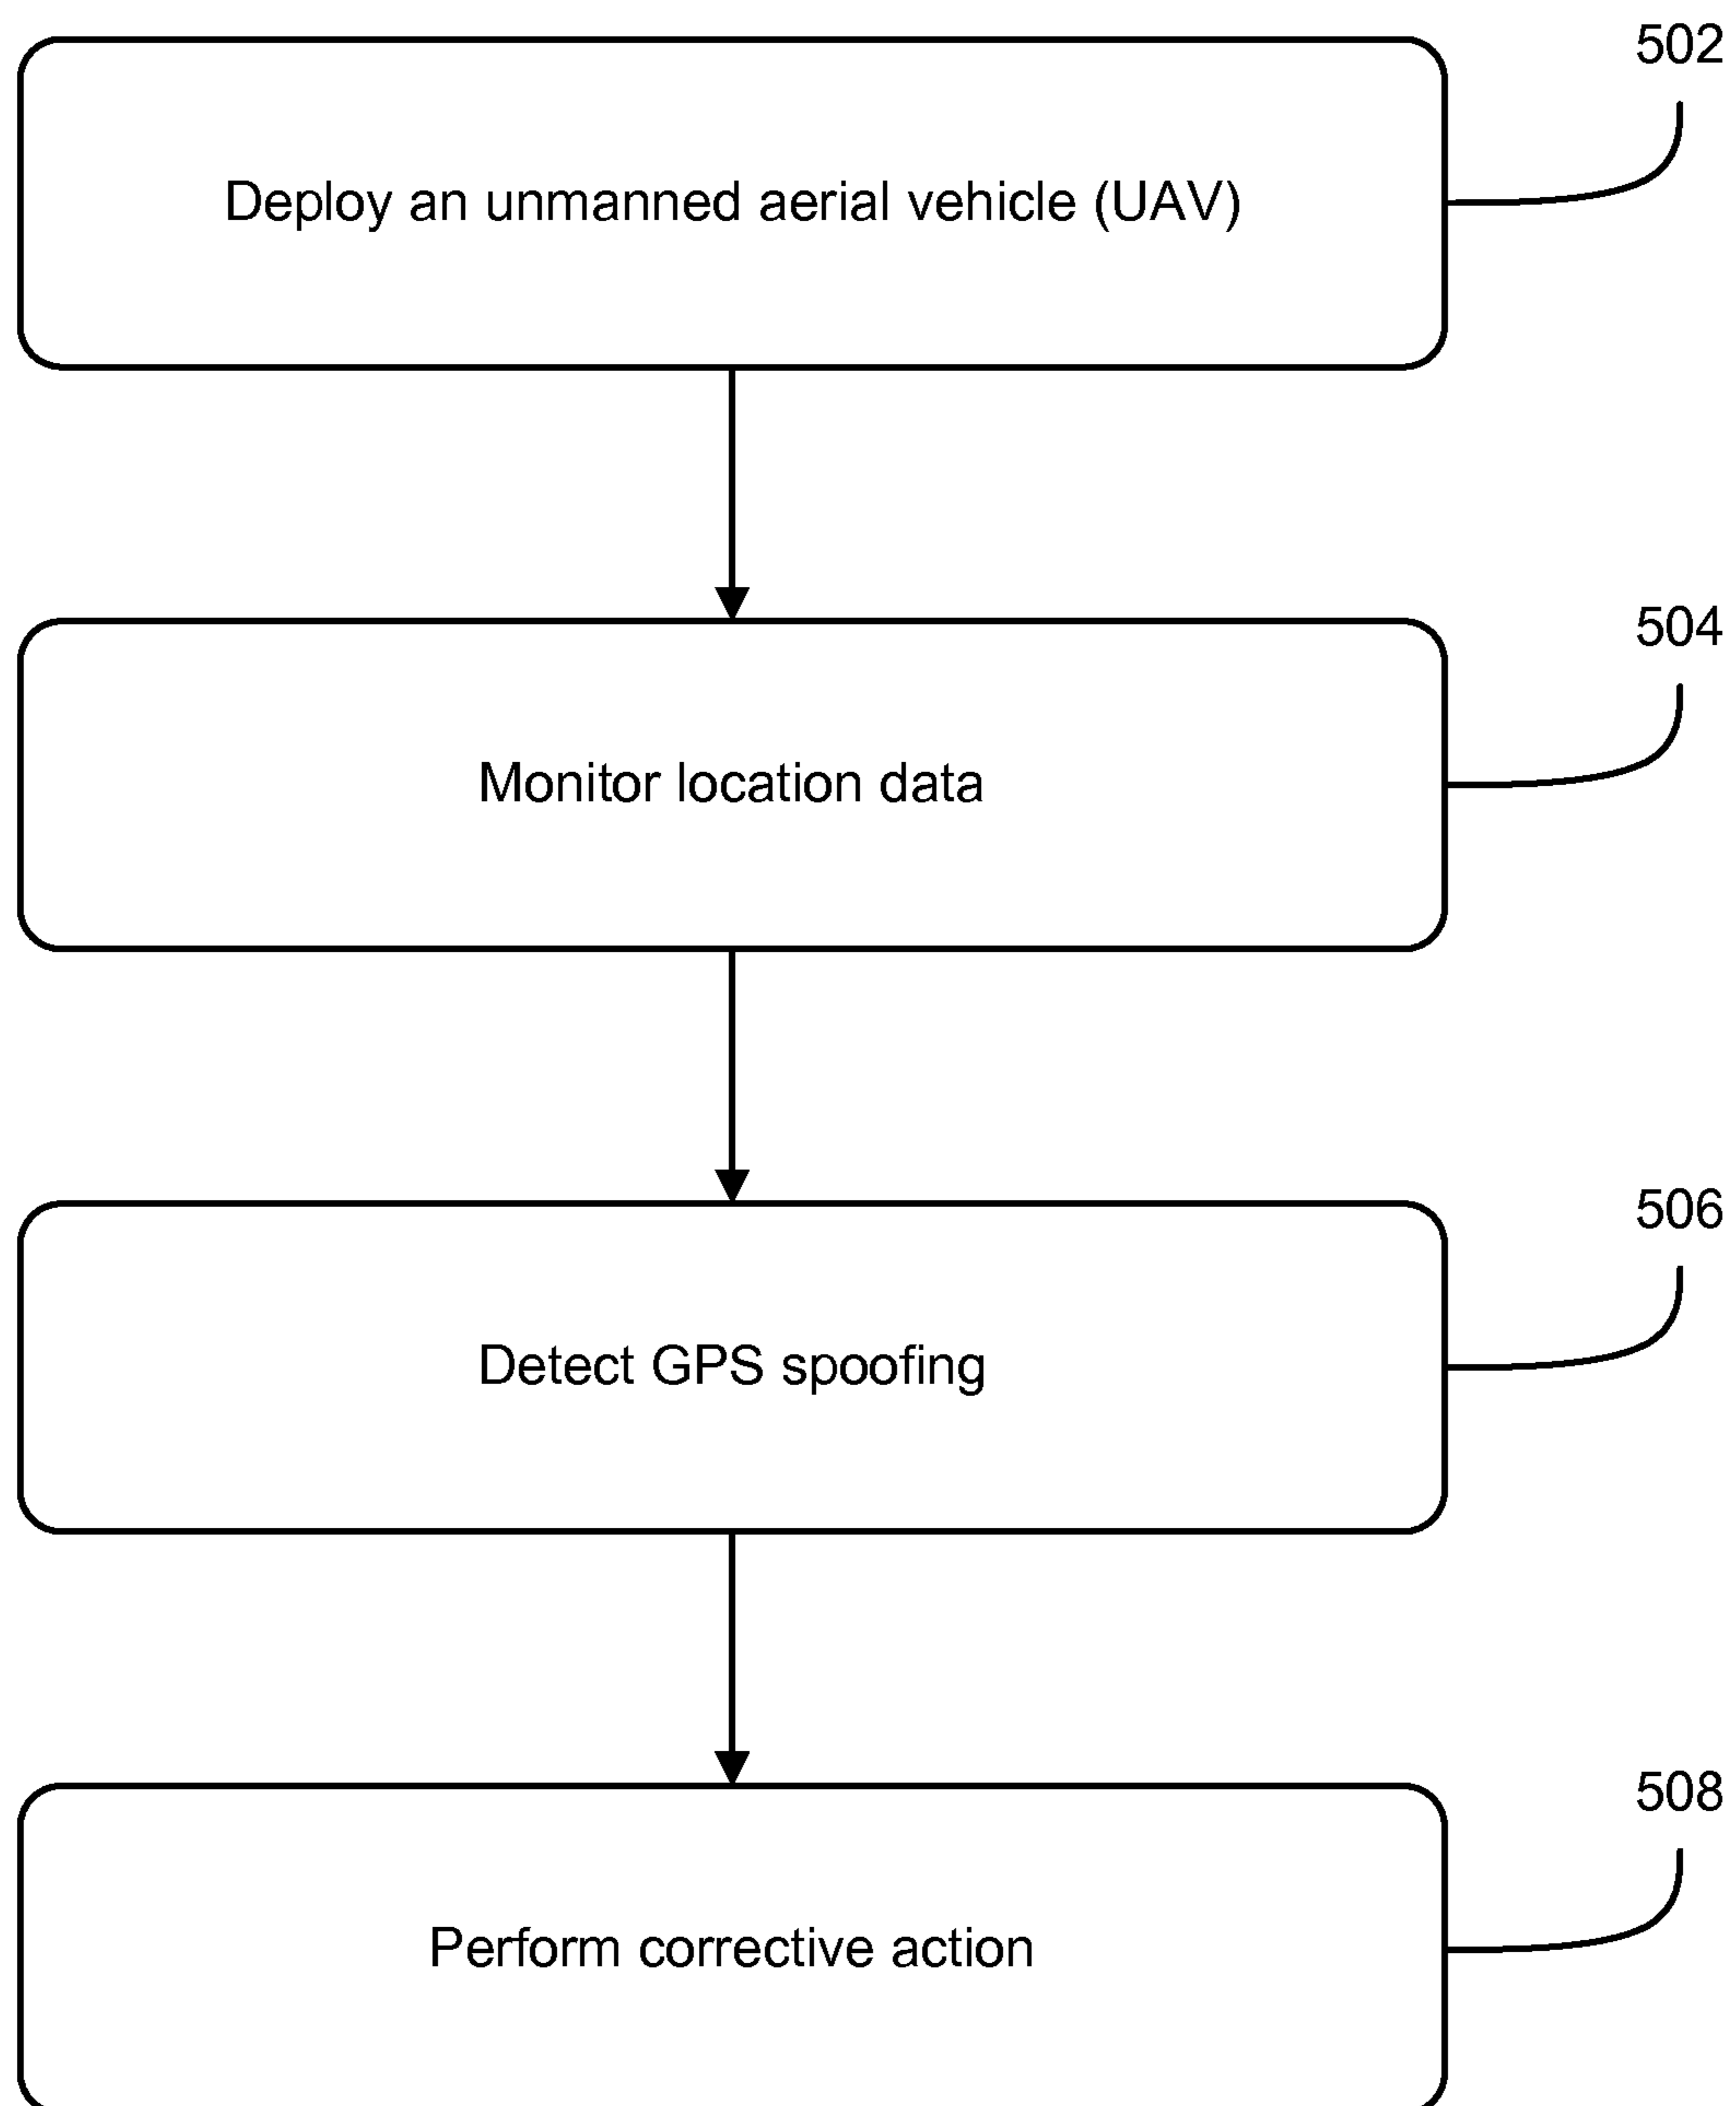 502
Deploy an unmanned aerial vehicle (UAV)
504
Monitor location data
506
Detect GPS spoofing
508
Perform corrective action